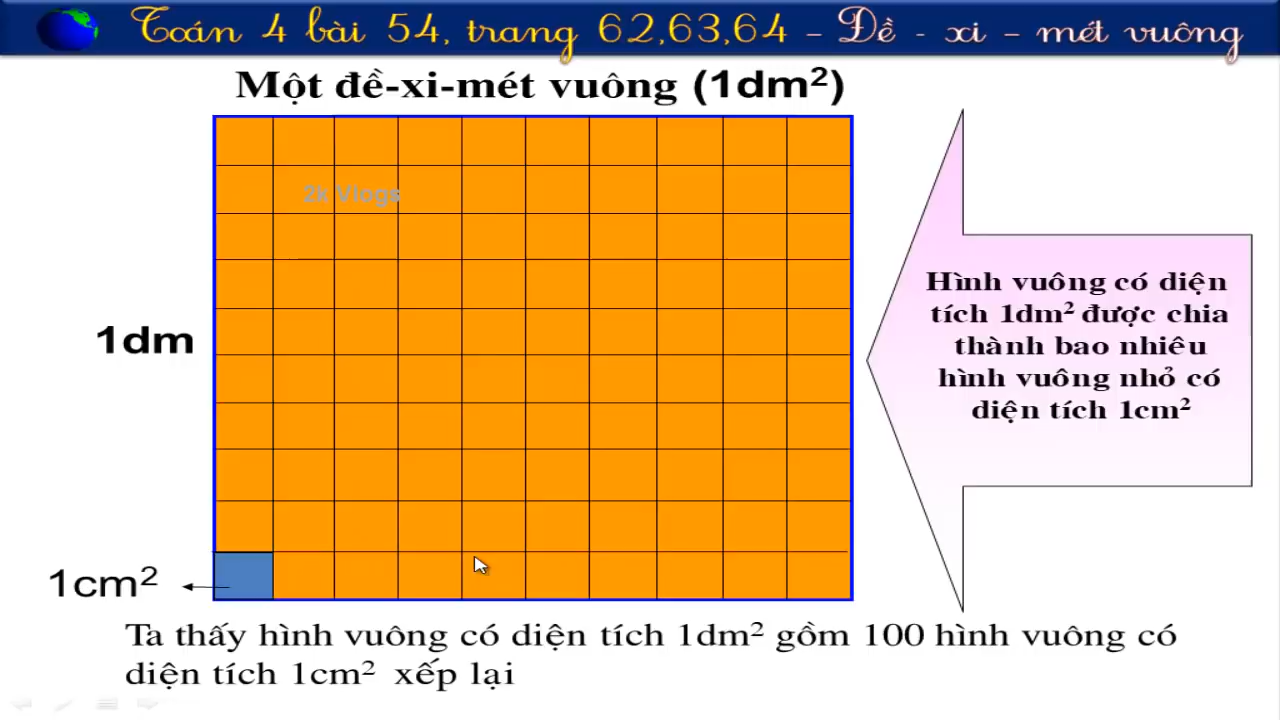 Toán 4 bài 54, trang 62,63,64 – Đề - xi – mét vuông
Một đề-xi-mét vuông (1dm²)
2k Vlogs
1dm
Hình vuông có diện
tích 1dm² được chia
thành bao nhiêu
hình vuông nhỏ có
diện tích 1cm²
1cm²
Ta thấy hình vuông có diện tích 1dm² gồm 100 hình vuông có
diện tích 1cm² xếp lại